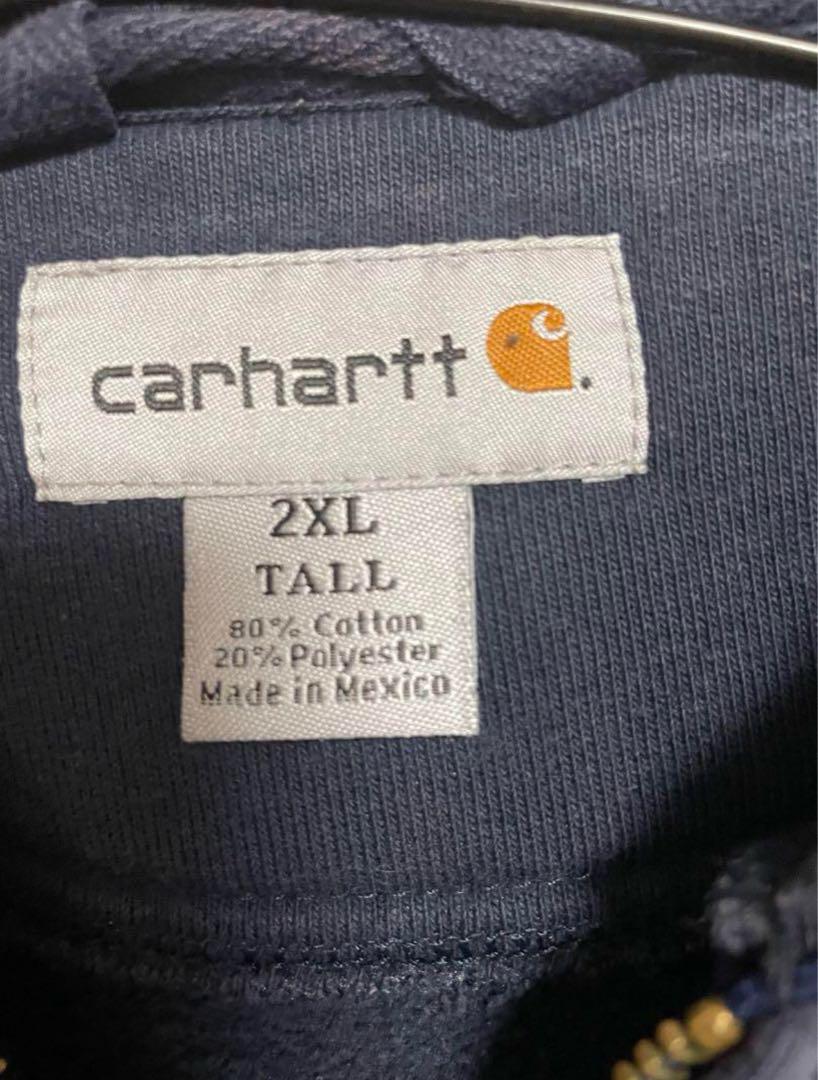 carhartt
2XL
TALL
80% Cotton
20% Polyester
Made in Mexico